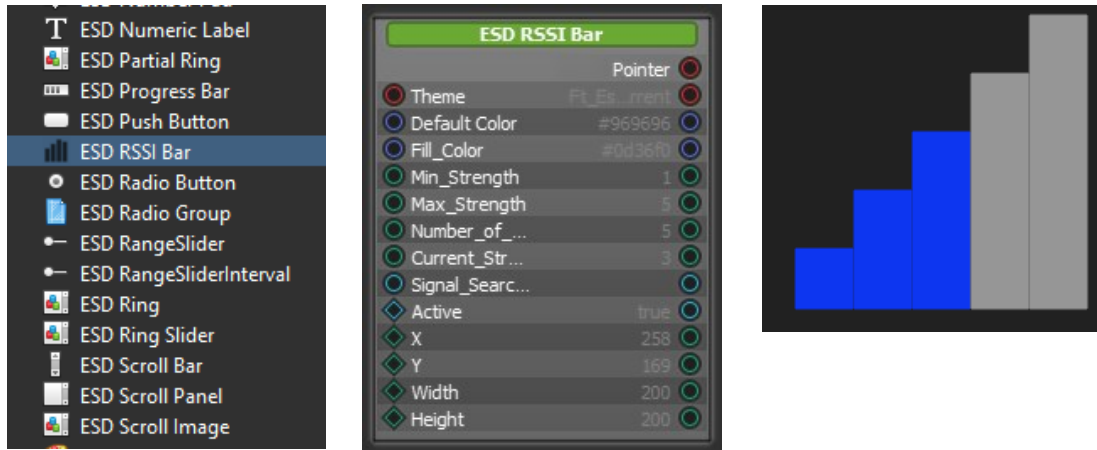 ESD Numeric Label
ESD Partial Ring
ESD Progress Bar
ESD Push Button
ESD RSSI Bar
ESD Radio Button
ESD Radio Group
ESD RangeSlider
ESD RangeSliderInterval
ESD Ring
ESD Ring Slider
ESD Scroll Bar
ESD Scroll Panel
ESD Scroll Image
ESD RSSI Bar
Pointer
Theme Ft_Es...rrent
Default Color #969696
Fill_Color #0d36f0
Min_Strength 1
Max_Strength 5
Number_of_... 5
Current_Str... 3
Signal_Searc...
Active true
X 258
Y 169
Width 200
Height 200